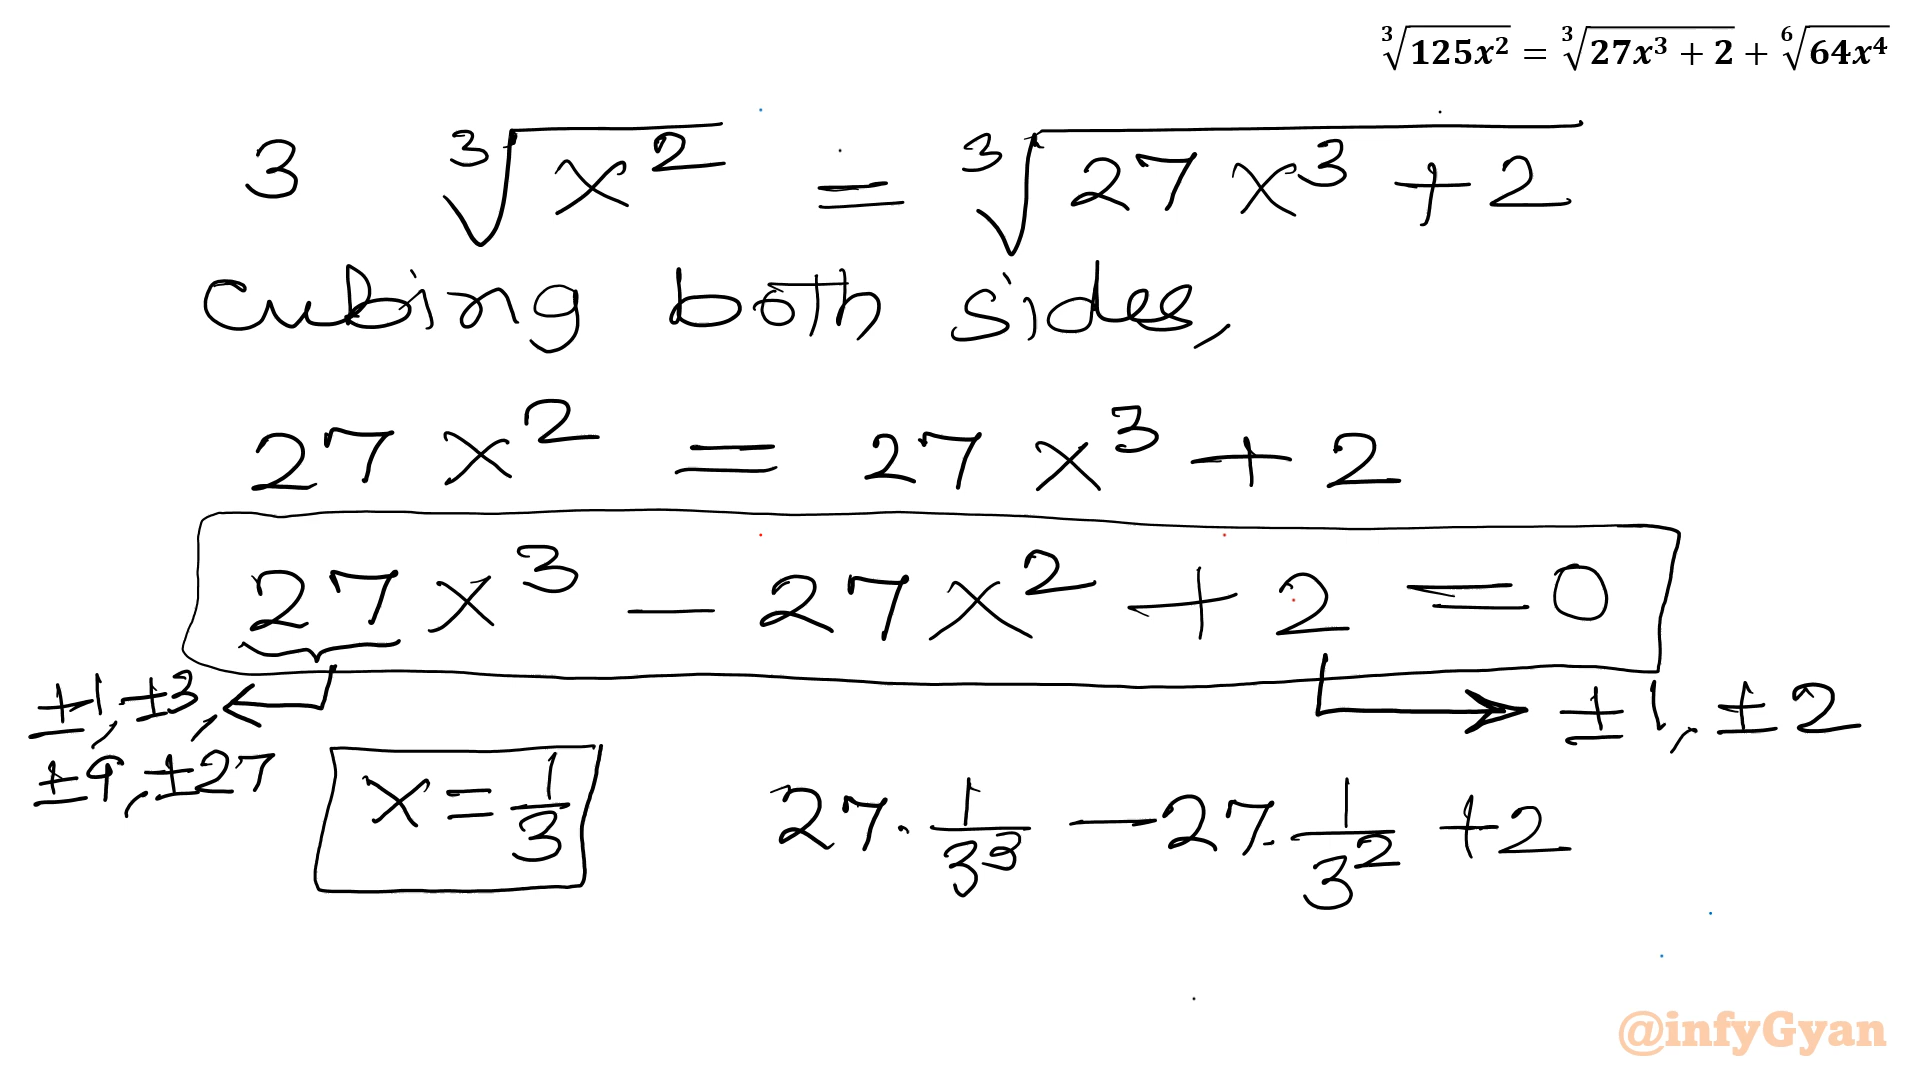 ∛(125x²) = ∛(27x³ + 2) + ⁶√(64x⁴)
3 ∛(x²) = ∛(27x³ + 2)
cubing both sides,
27x² = 27x³ + 2
27x³ − 27x² + 2 = 0
±1, ±3,
±9, ±27
±1, ±2
x = 1/3
27 · 1/3³ − 27 · 1/3² + 2
@infyGyan